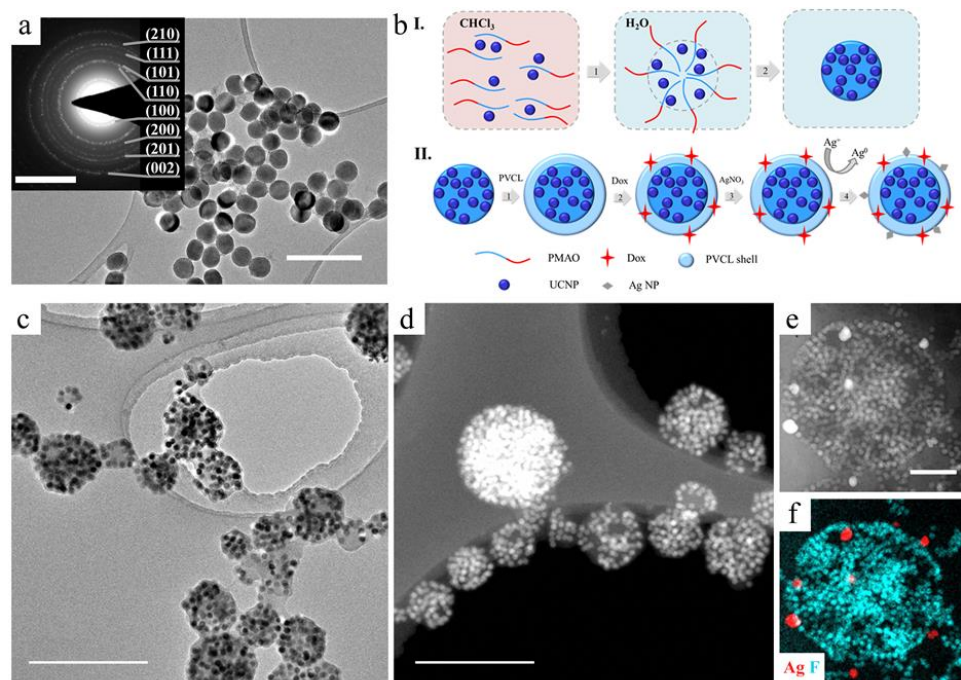 a
(210)
(111)
(101)
(110)
(100)
(200)
(201)
(002)
b
I.
CHCl₃
H₂O
1
2
II.
PVCL
Dox
AgNO₃
Ag⁺
Ag⁰
1
2
3
4
PMAO
Dox
PVCL shell
UCNP
Ag NP
c
d
e
f
Ag F